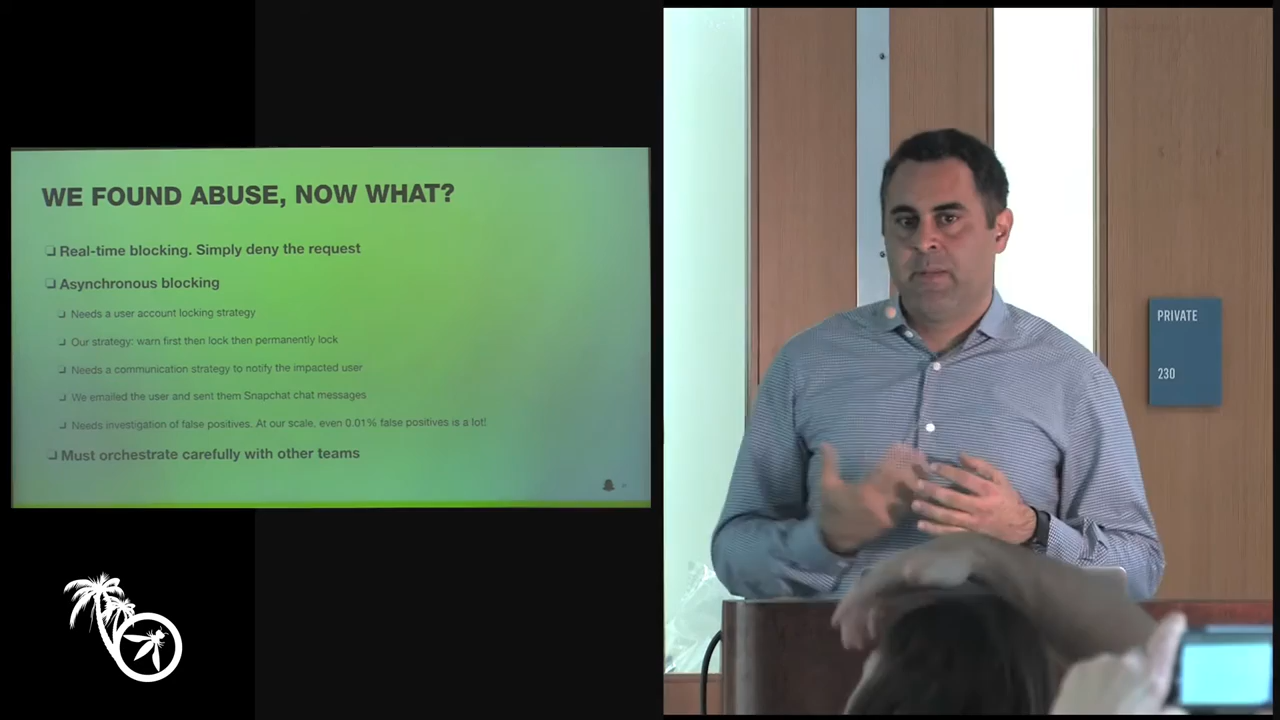 WE FOUND ABUSE, NOW WHAT?
Real-time blocking. Simply deny the request
Asynchronous blocking
Needs a user account locking strategy
Our strategy: warn first then lock then permanently lock
Needs a communication strategy to notify the impacted user
We emailed the user and sent them Snapchat chat messages
Needs investigation of false positives. At our scale, even 0.01% false positives is a lot!
Must orchestrate carefully with other teams
PRIVATE
230